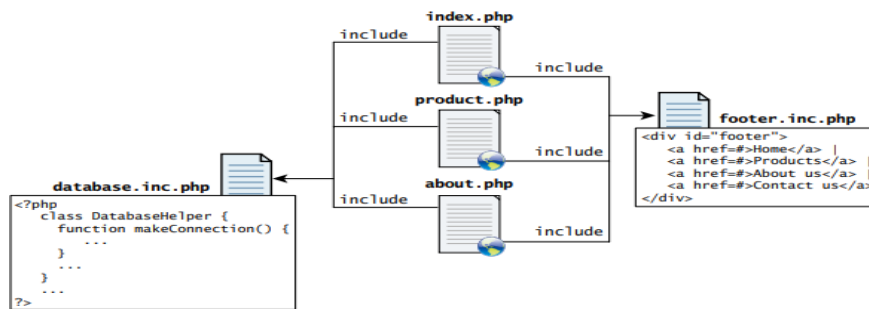 index.php
include
include
product.php
include
include
about.php
include
include
footer.inc.php
<div id="footer">
<a href=#>Home</a> |
<a href=#>Products</a> |
<a href=#>About us</a> |
<a href=#>Contact us</a>
</div>
database.inc.php
<?php
class DatabaseHelper {
function makeConnection() {
...
}
...
}
...
?>